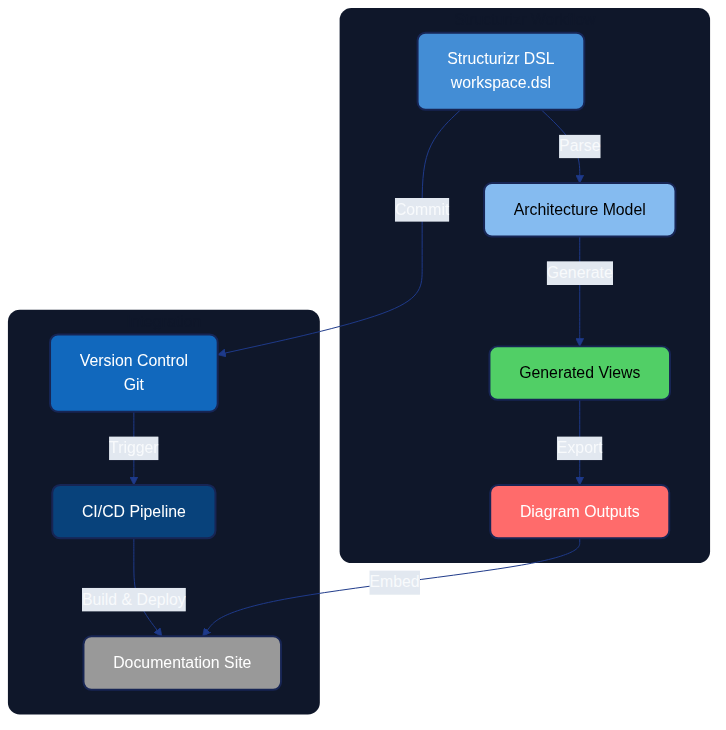 Structurizr DSL
workspace.dsl
Parse
Commit
Architecture Model
Generate
Version Control
Git
Generated Views
Trigger
Export
CI/CD Pipeline
Diagram Outputs
Embed
Build & Deploy
Documentation Site